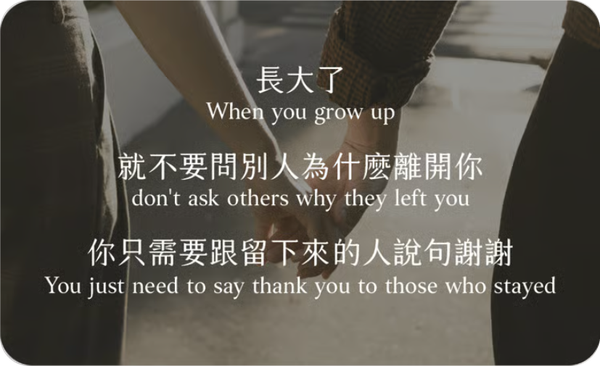 長大了
When you grow up
就不要問別人為什麼離開你
don't ask others why they left you
你只需要跟留下來的人說句謝謝
You just need to say thank you to those who stayed